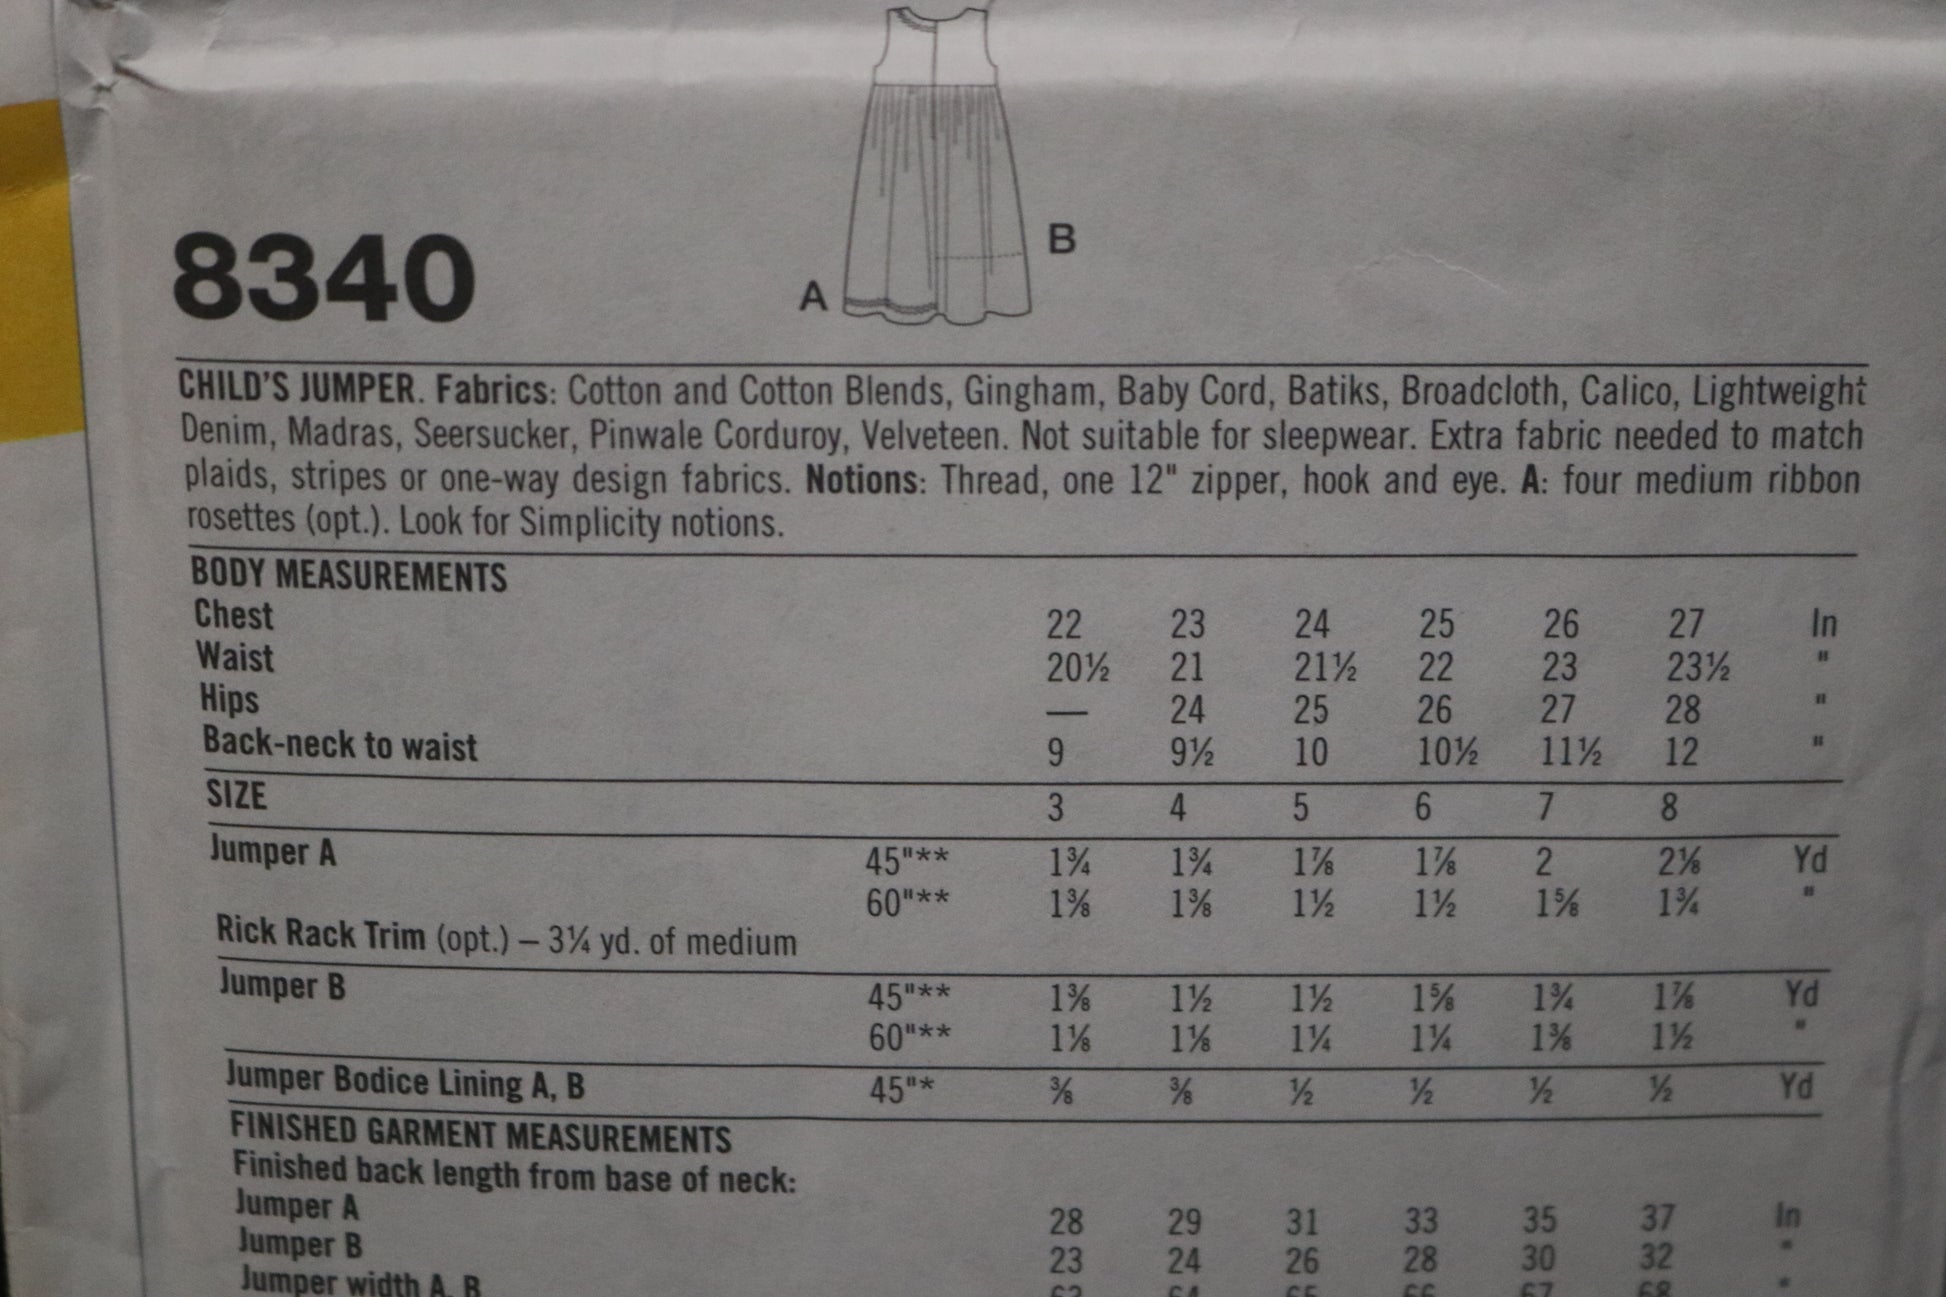 8340
A
B
CHILD'S JUMPER. Fabrics: Cotton and Cotton Blends, Gingham, Baby Cord, Batiks, Broadcloth, Calico, Lightweight
Denim, Madras, Seersucker, Pinwale Corduroy, Velveteen. Not suitable for sleepwear. Extra fabric needed to match
plaids, stripes or one-way design fabrics. Notions: Thread, one 12" zipper, hook and eye. A: four medium ribbon
rosettes (opt.). Look for Simplicity notions.
BODY MEASUREMENTS
Chest 22 23 24 25 26 27 In
Waist 20½ 21 21½ 22 23 23½ "
Hips — 24 25 26 27 28 "
Back-neck to waist 9 9½ 10 10½ 11½ 12 "
SIZE 3 4 5 6 7 8
Jumper A 45"** 1¾ 1¾ 1⅞ 1⅞ 2 2⅛ Yd
60"** 1⅜ 1⅜ 1½ 1½ 1⅝ 1¾ "
Rick Rack Trim (opt.) – 3¼ yd. of medium
Jumper B 45"** 1⅜ 1½ 1½ 1⅝ 1¾ 1⅞ Yd
60"** 1⅛ 1⅛ 1¼ 1¼ 1⅜ 1½ "
Jumper Bodice Lining A, B 45"* ⅜ ⅜ ½ ½ ½ ½ Yd
FINISHED GARMENT MEASUREMENTS
Finished back length from base of neck:
Jumper A 28 29 31 33 35 37 In
Jumper B 23 24 26 28 30 32 "
Jumper width A, B 64 65 66 67 68 "